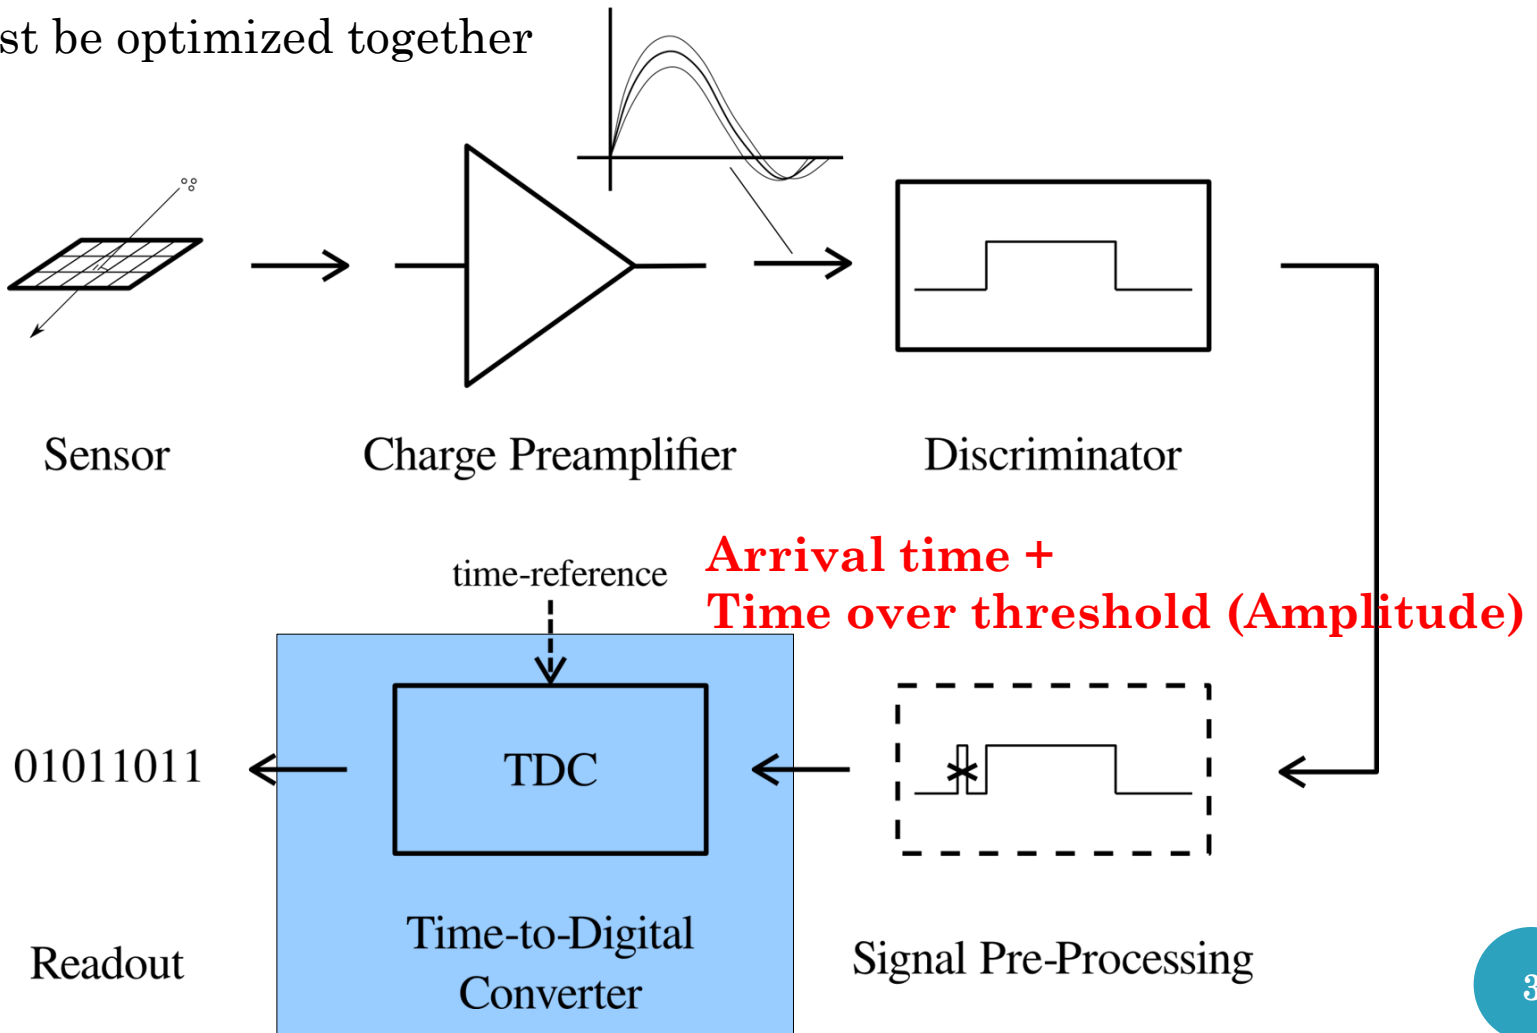 be optimized together
Sensor
Charge Preamplifier
Discriminator
time-reference
Arrival time +
Time over threshold (Amplitude)
01011011
TDC
Readout
Time-to-Digital
Converter
Signal Pre-Processing
3